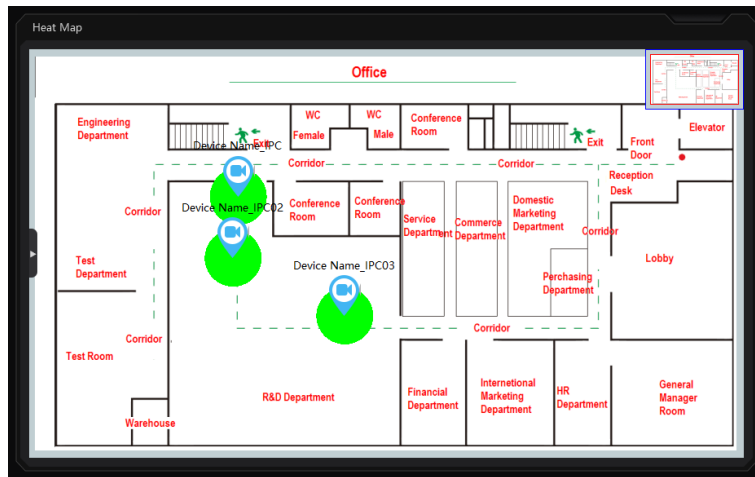 Heat Map
Office
Engineering
Department
WC
Female
WC
Male
Conference
Room
Exit
Exit
Front
Door
Elevator
Device Name_IPC
Corridor
Corridor
Reception
Desk
Device Name_IPC02
Corridor
Conference
Room
Conference
Room
Service
Department
Commerce
Department
Domestic
Marketing
Department
Corridor
Lobby
Test
Department
Device Name_IPC03
Perchasing
Department
Corridor
Corridor
Test Room
R&D Department
Financial
Department
Internetional
Marketing
Department
HR
Department
General
Manager
Room
Warehouse